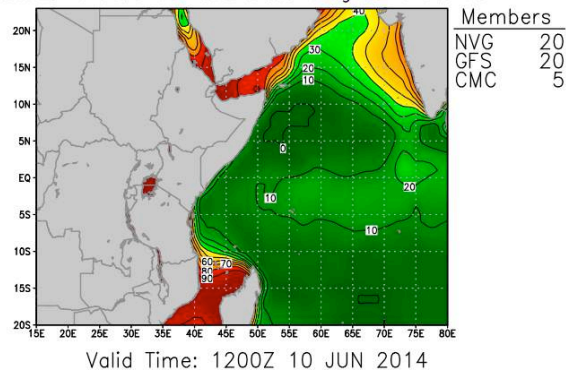 Members
NVG 20
GFS 20
CMC 5
20N
15N
10N
5N
EQ
5S
10S
15S
20S
40
30
20
10
0
10
20
10
60 70
80
90
15E 20E 25E 30E 35E 40E 45E 50E 55E 60E 65E 70E 75E 80E
Valid Time: 1200Z 10 JUN 2014